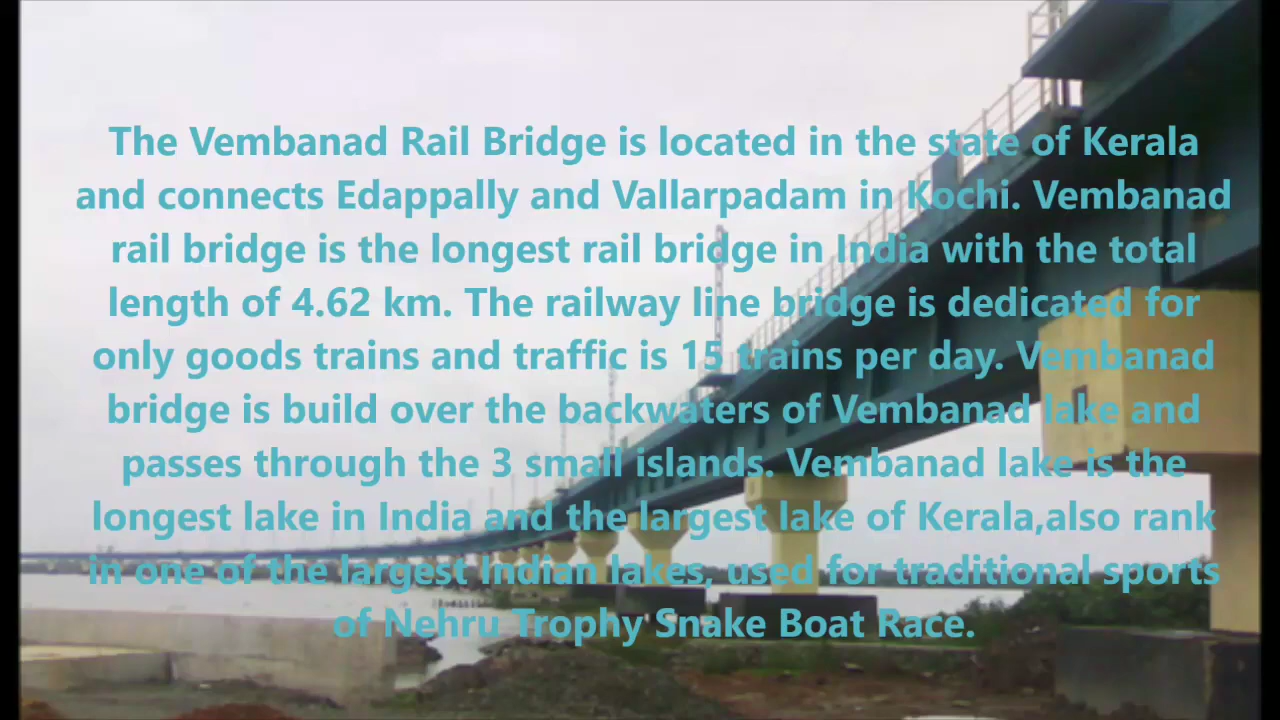 The Vembanad Rail Bridge is located in the state of Kerala
and connects Edappally and Vallarpadam in Kochi. Vembanad
rail bridge is the longest rail bridge in India with the total
length of 4.62 km. The railway line bridge is dedicated for
only goods trains and traffic is 15 trains per day. Vembanad
bridge is build over the backwaters of Vembanad lake and
passes through the 3 small islands. Vembanad lake is the
longest lake in India and the largest lake of Kerala,also rank
in one of the largest Indian lakes, used for traditional sports
of Nehru Trophy Snake Boat Race.